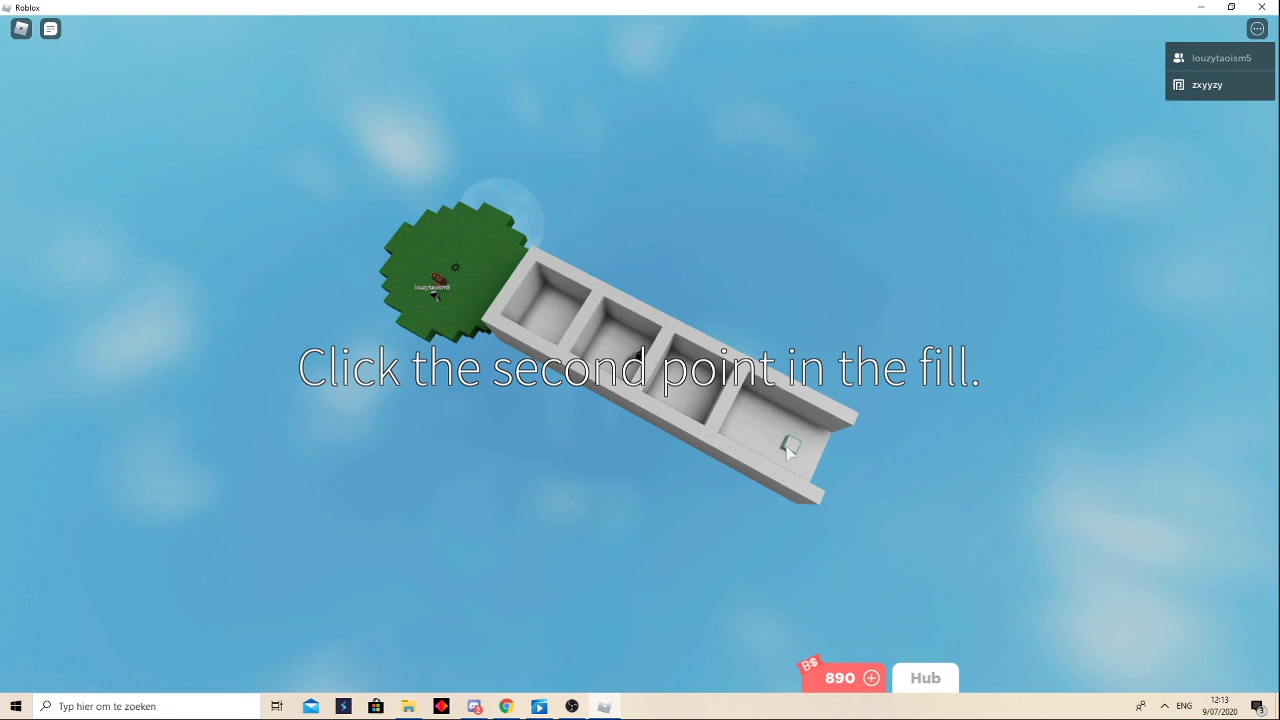 Roblox
louzytaoism5
zxyyzy
louzytaoism5
Click the second point in the fill.
B$
890
Hub
Typ hier om te zoeken
ENG
12:13
9/07/2020
3